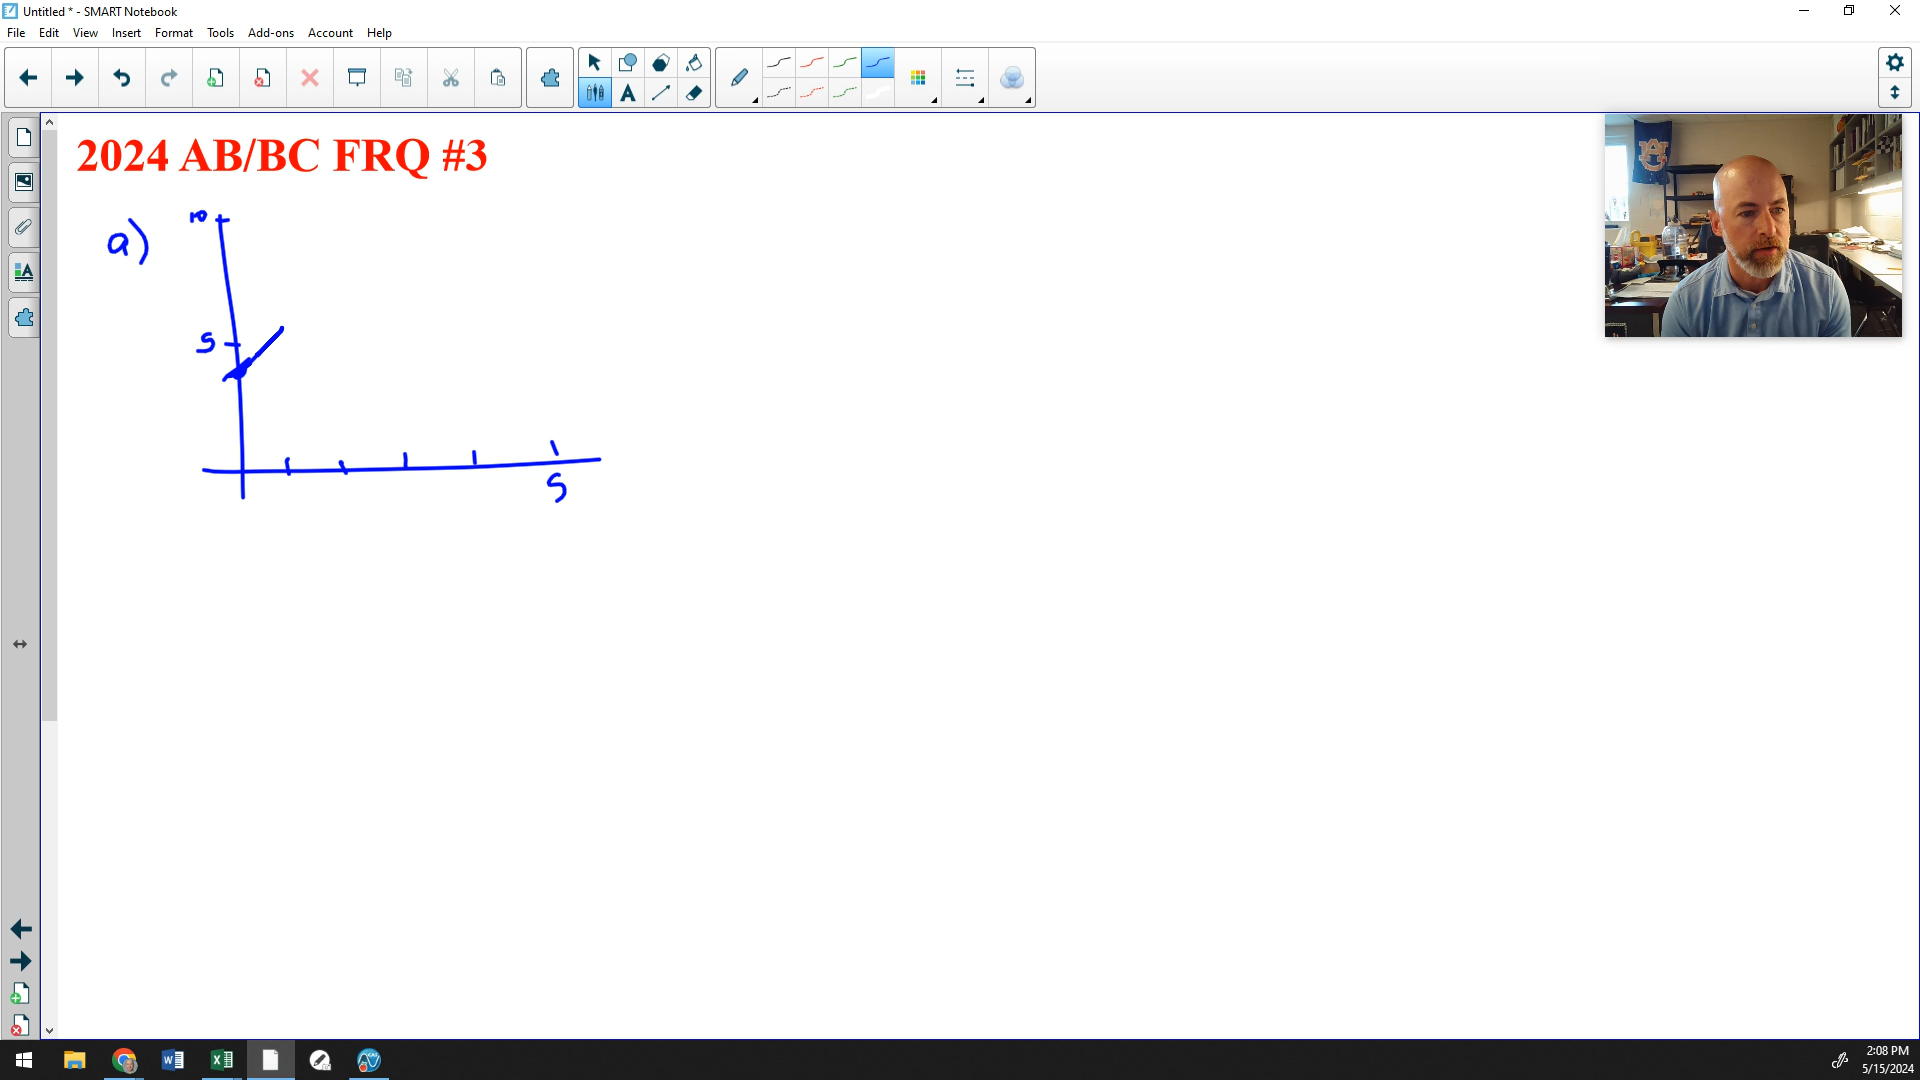 Untitled * - SMART Notebook
File Edit View Insert Format Tools Add-ons Account Help
2024 AB/BC FRQ #3
a)
10
5
5
2:08 PM
5/15/2024